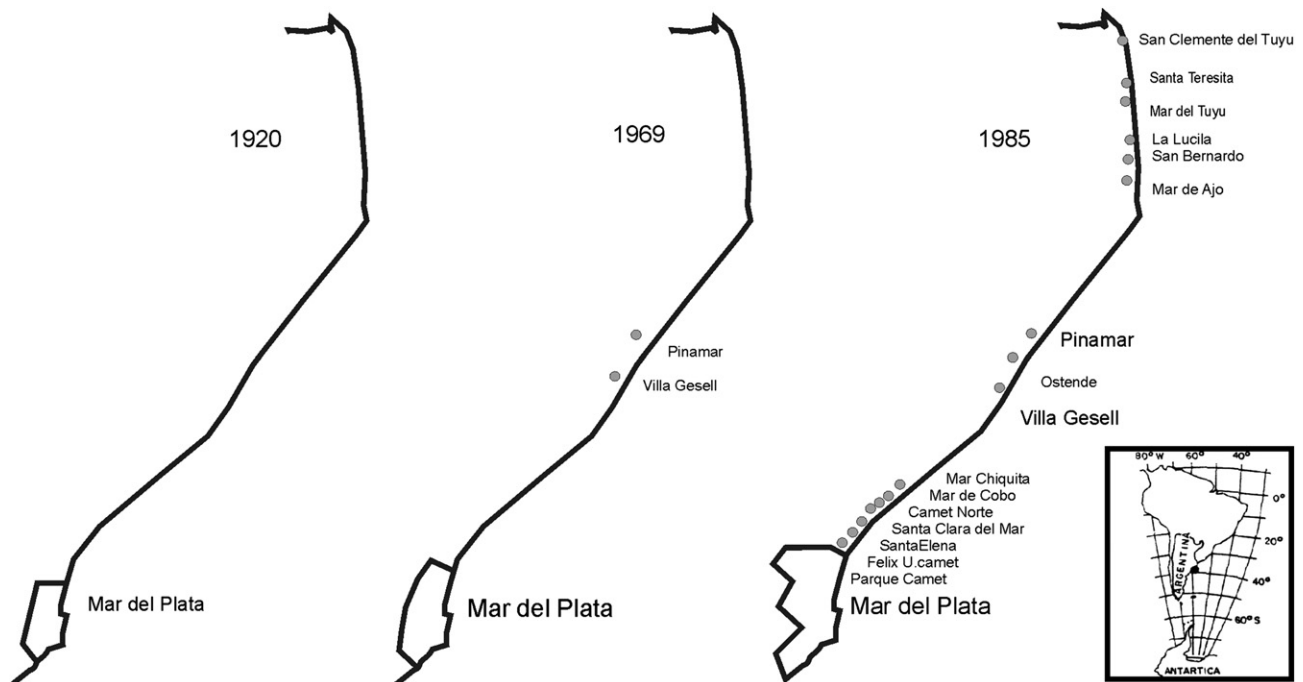 1920
Mar del Plata
1969
Pinamar
Villa Gesell
Mar del Plata
1985
San Clemente del Tuyu
Santa Teresita
Mar del Tuyu
La Lucila
San Bernardo
Mar de Ajo
Pinamar
Ostende
Villa Gesell
Mar Chiquita
Mar de Cobo
Camet Norte
Santa Clara del Mar
SantaElena
Felix U.camet
Parque Camet
Mar del Plata
80° W 60° 40°
0°
20°
ARGENTINA
40°
60° S
ANTARTICA